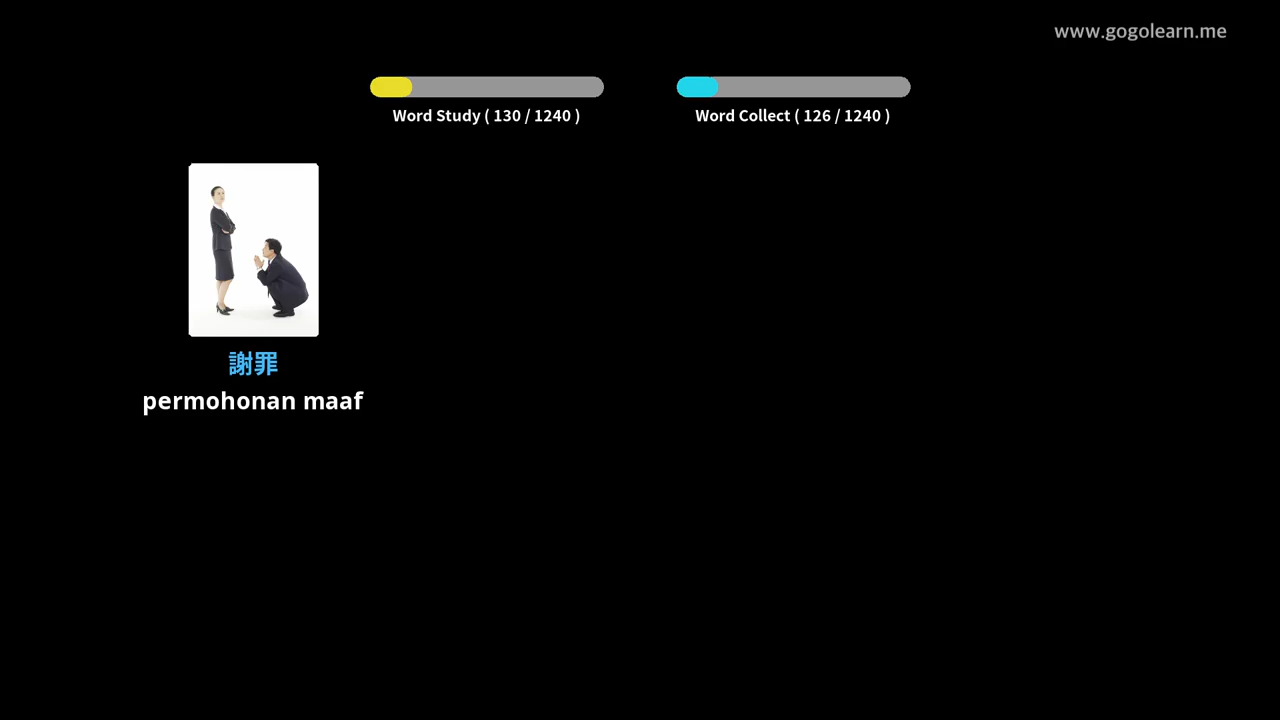 www.gogolearn.me
Word Study ( 130 / 1240 )
Word Collect ( 126 / 1240 )
謝罪
permohonan maaf